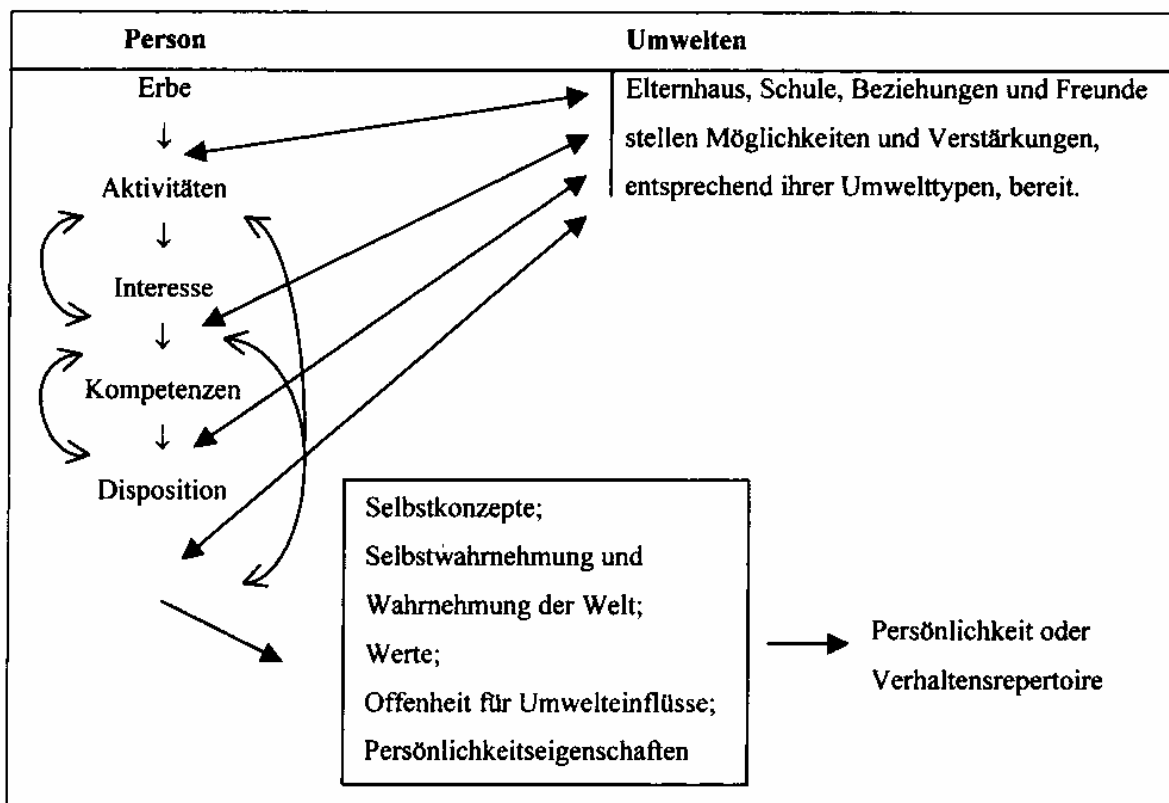 Person
Umwelten
Erbe
Aktivitäten
Interesse
Kompetenzen
Disposition
Elternhaus, Schule, Beziehungen und Freunde
stellen Möglichkeiten und Verstärkungen,
entsprechend ihrer Umwelttypen, bereit.
Selbstkonzepte;
Selbstwahrnehmung und
Wahrnehmung der Welt;
Werte;
Offenheit für Umwelteinflüsse;
Persönlichkeitseigenschaften
Persönlichkeit oder
Verhaltensrepertoire